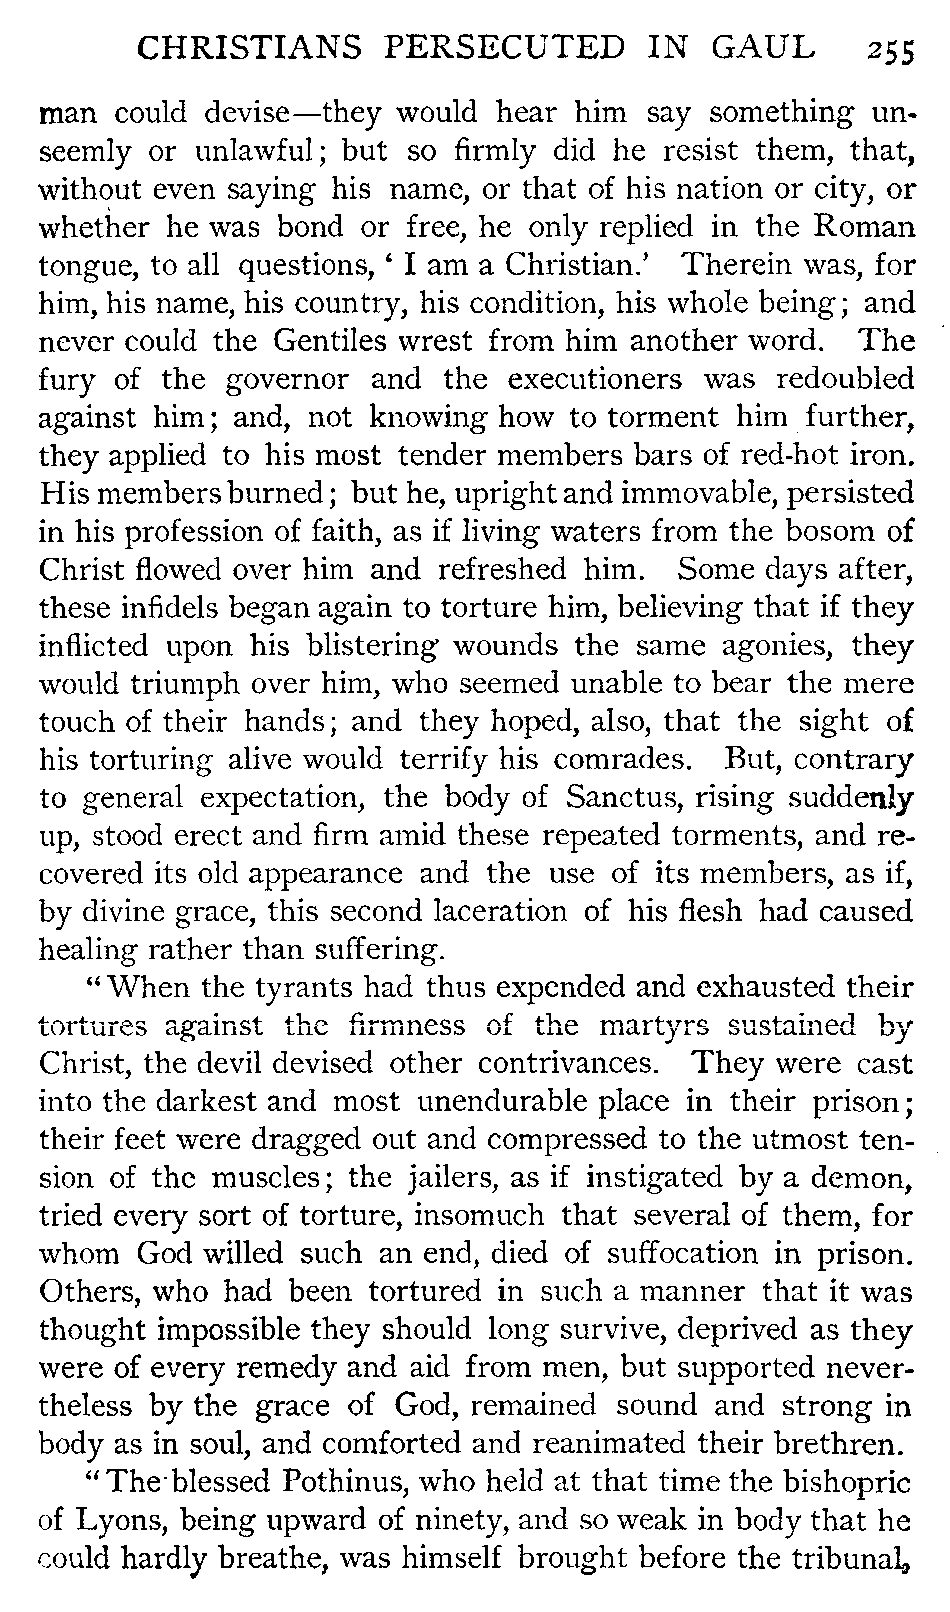 CHRISTIANS PERSECUTED IN GAUL 255
man could devise—they would hear him say something un-
seemly or unlawful; but so firmly did he resist them, that,
without even saying his name, or that of his nation or city, or
whether he was bond or free, he only replied in the Roman
tongue, to all questions, ‘ I am a Christian.’ Therein was, for
him, his name, his country, his condition, his whole being; and
never could the Gentiles wrest from him another word. The
fury of the governor and the executioners was redoubled
against him; and, not knowing how to torment him further,
they applied to his most tender members bars of red-hot iron.
His members burned; but he, upright and immovable, persisted
in his profession of faith, as if living waters from the bosom of
Christ flowed over him and refreshed him. Some days after,
these infidels began again to torture him, believing that if they
inflicted upon his blistering wounds the same agonies, they
would triumph over him, who seemed unable to bear the mere
touch of their hands; and they hoped, also, that the sight of
his torturing alive would terrify his comrades. But, contrary
to general expectation, the body of Sanctus, rising suddenly
up, stood erect and firm amid these repeated torments, and re-
covered its old appearance and the use of its members, as if,
by divine grace, this second laceration of his flesh had caused
healing rather than suffering.
“When the tyrants had thus expended and exhausted their
tortures against the firmness of the martyrs sustained by
Christ, the devil devised other contrivances. They were cast
into the darkest and most unendurable place in their prison;
their feet were dragged out and compressed to the utmost ten-
sion of the muscles; the jailers, as if instigated by a demon,
tried every sort of torture, insomuch that several of them, for
whom God willed such an end, died of suffocation in prison.
Others, who had been tortured in such a manner that it was
thought impossible they should long survive, deprived as they
were of every remedy and aid from men, but supported never-
theless by the grace of God, remained sound and strong in
body as in soul, and comforted and reanimated their brethren.
“The blessed Pothinus, who held at that time the bishopric
of Lyons, being upward of ninety, and so weak in body that he
could hardly breathe, was himself brought before the tribunal,